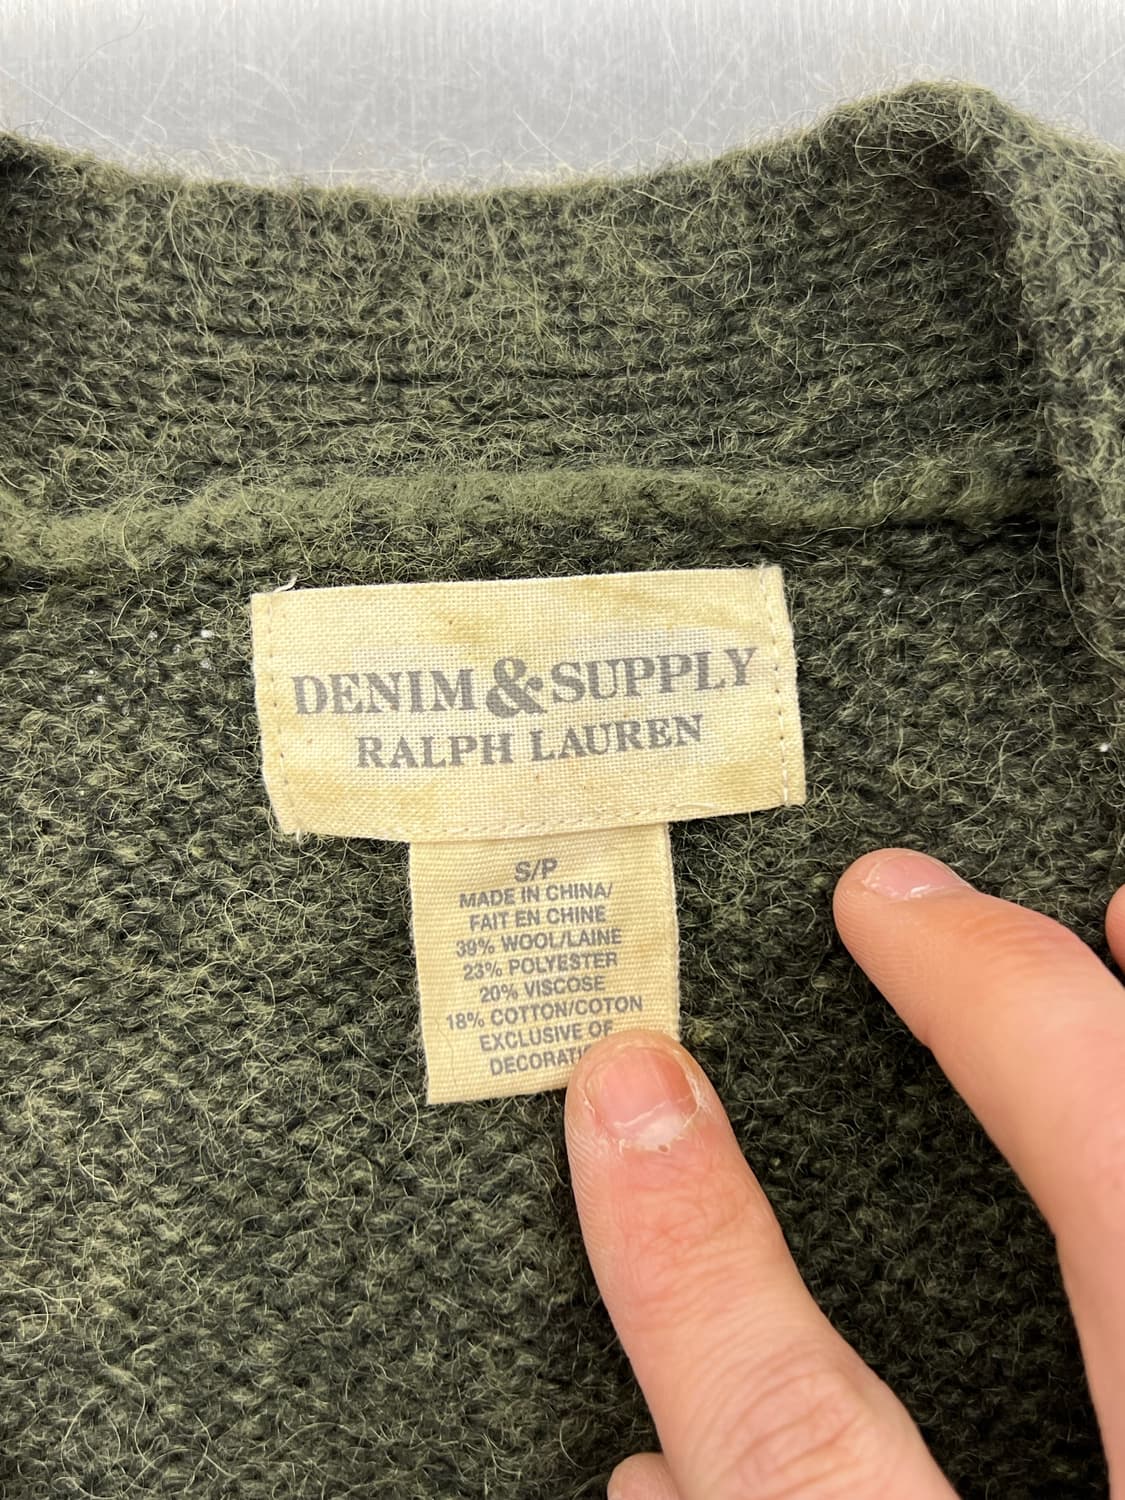 DENIM & SUPPLY
RALPH LAUREN
S/P
MADE IN CHINA/
FAIT EN CHINE
39% WOOL/LAINE
23% POLYESTER
20% VISCOSE
18% COTTON/COTON
EXCLUSIVE OF